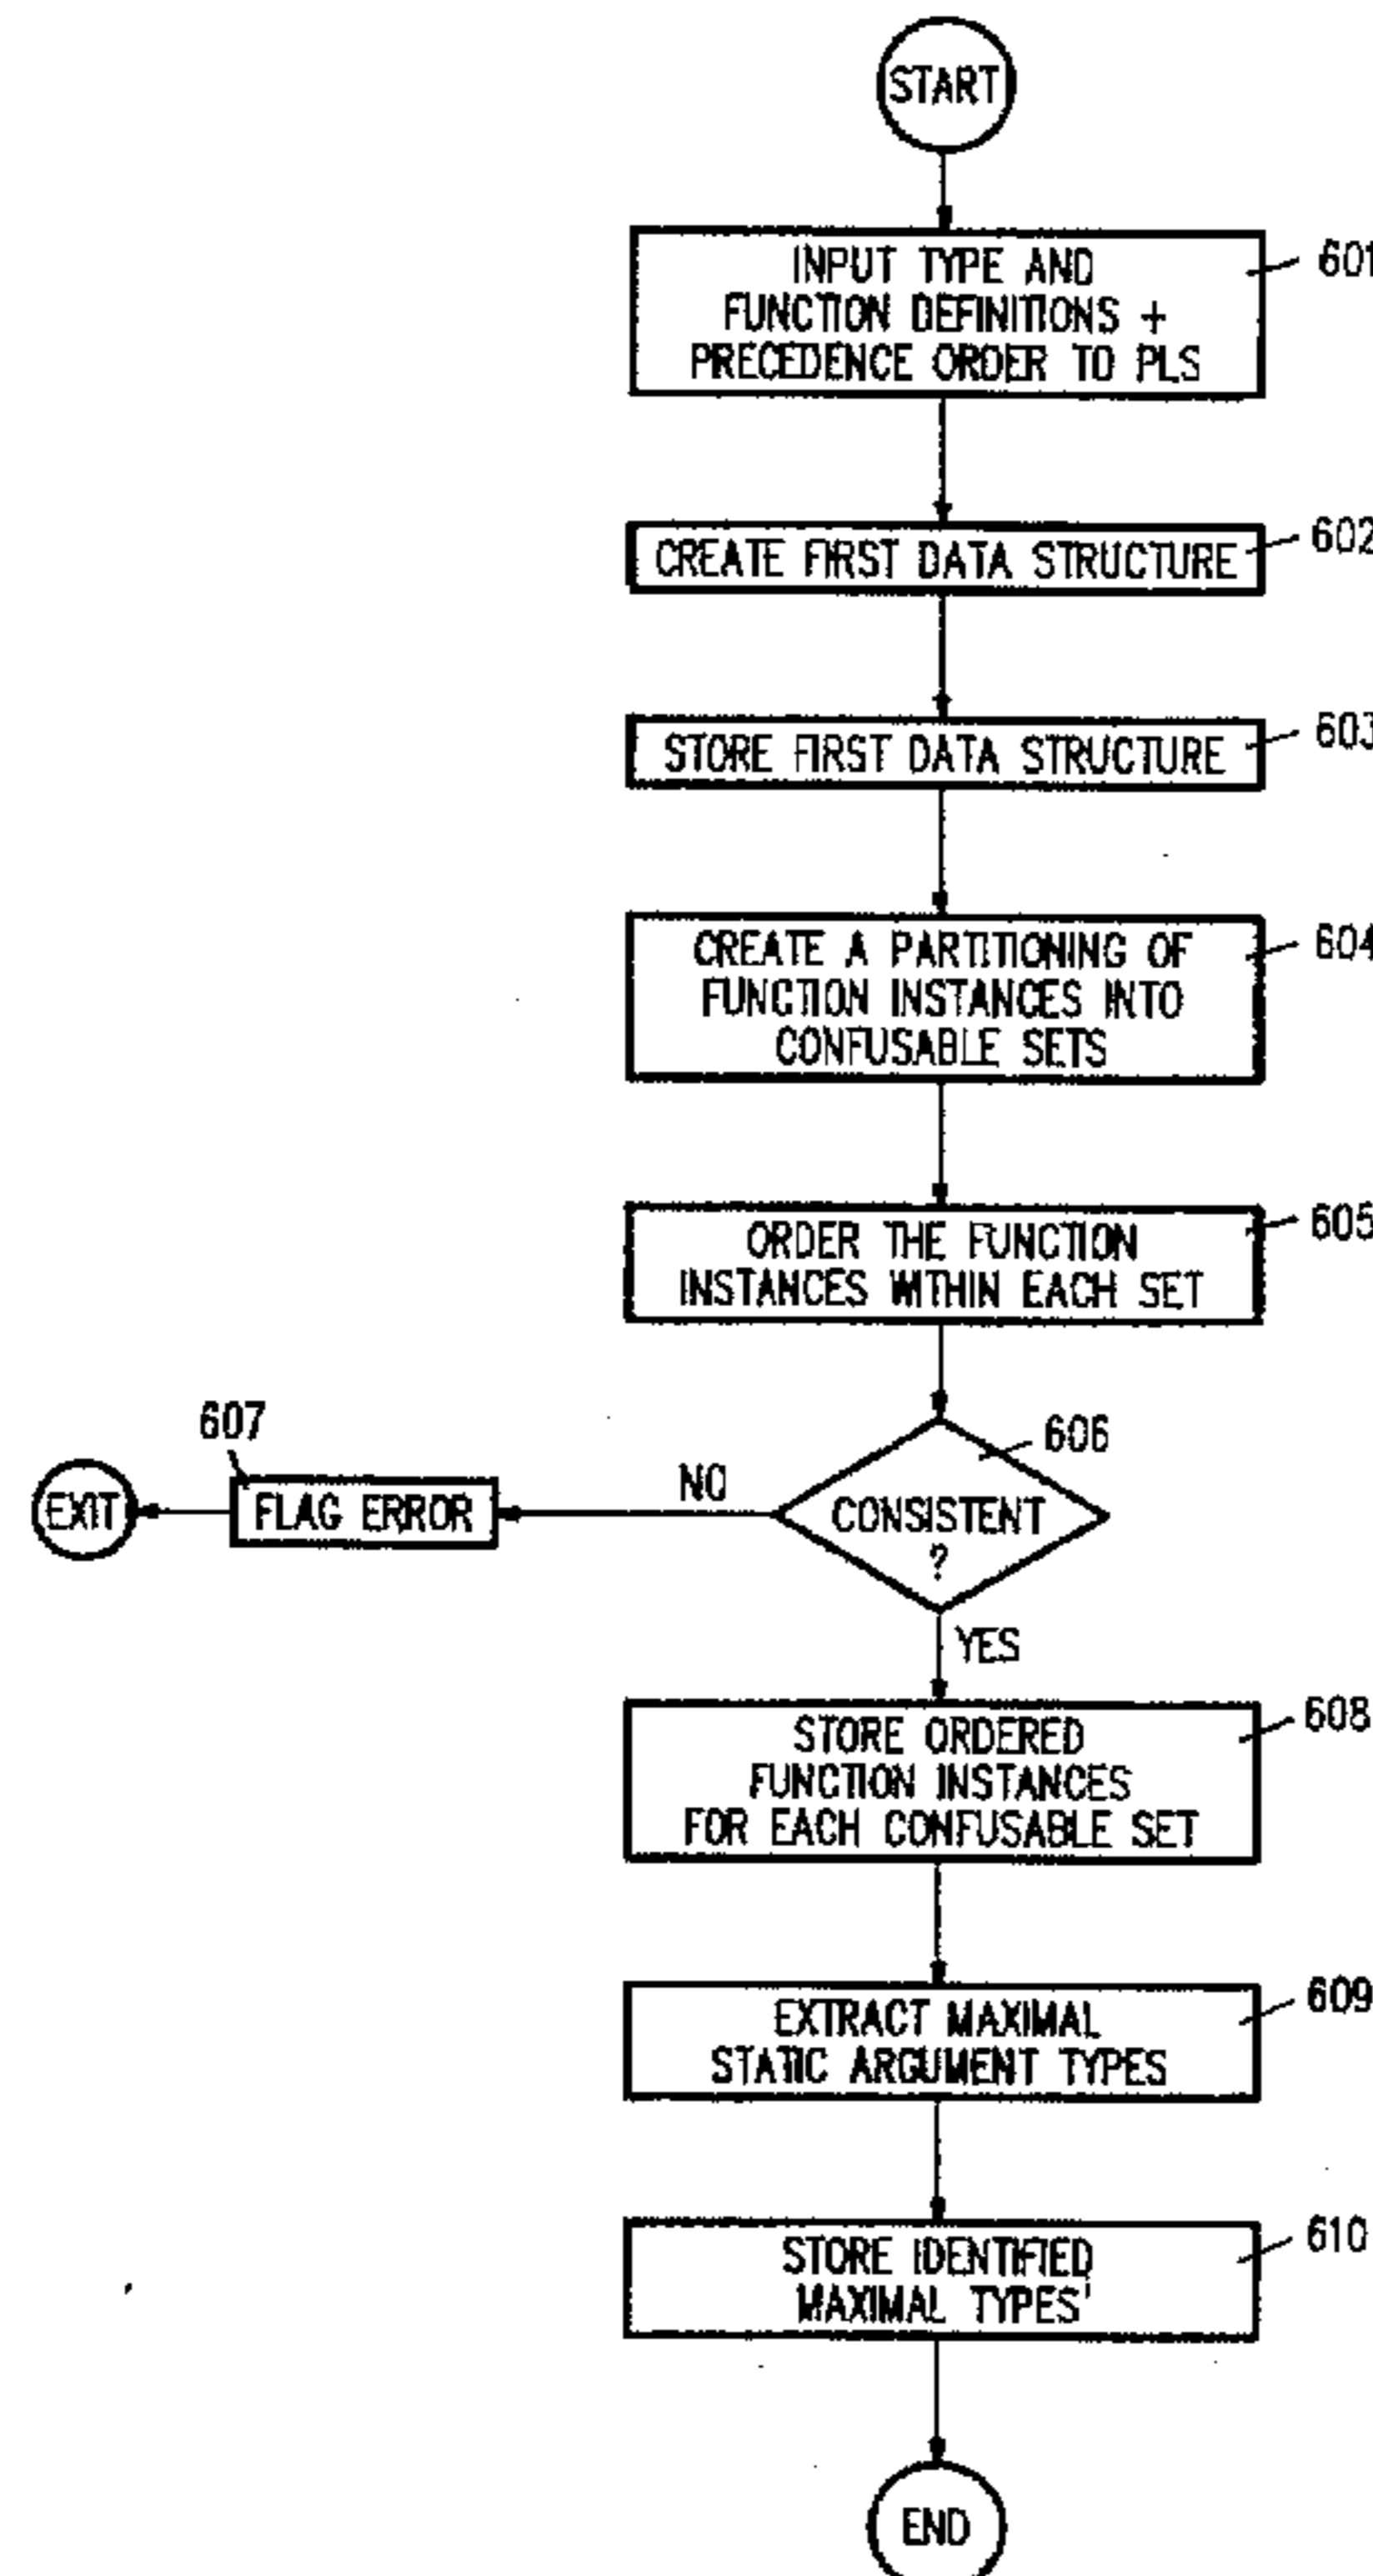 START
INPUT TYPE AND
FUNCTION DEFINITIONS +
PRECEDENCE ORDER TO PLS
601
CREATE FIRST DATA STRUCTURE
602
STORE FIRST DATA STRUCTURE
603
CREATE A PARTITIONING OF
FUNCTION INSTANCES INTO
CONFUSABLE SETS
604
ORDER THE FUNCTION
INSTANCES WITHIN EACH SET
605
606
CONSISTENT
?
NO
607
FLAG ERROR
EXIT
YES
STORE ORDERED
FUNCTION INSTANCES
FOR EACH CONFUSABLE SET
608
EXTRACT MAXIMAL
STATIC ARGUMENT TYPES
609
STORE IDENTIFIED
MAXIMAL TYPES'
610
END